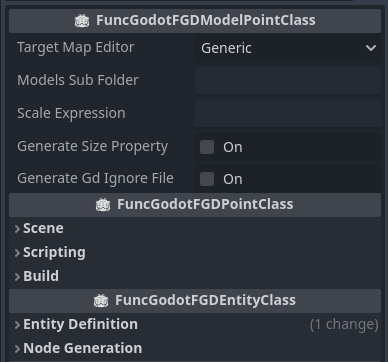 FuncGodotFGDModelPointClass
Target Map Editor Generic
Models Sub Folder
Scale Expression
Generate Size Property On
Generate Gd Ignore File On
FuncGodotFGDPointClass
Scene
Scripting
Build
FuncGodotFGDEntityClass
Entity Definition (1 change)
Node Generation